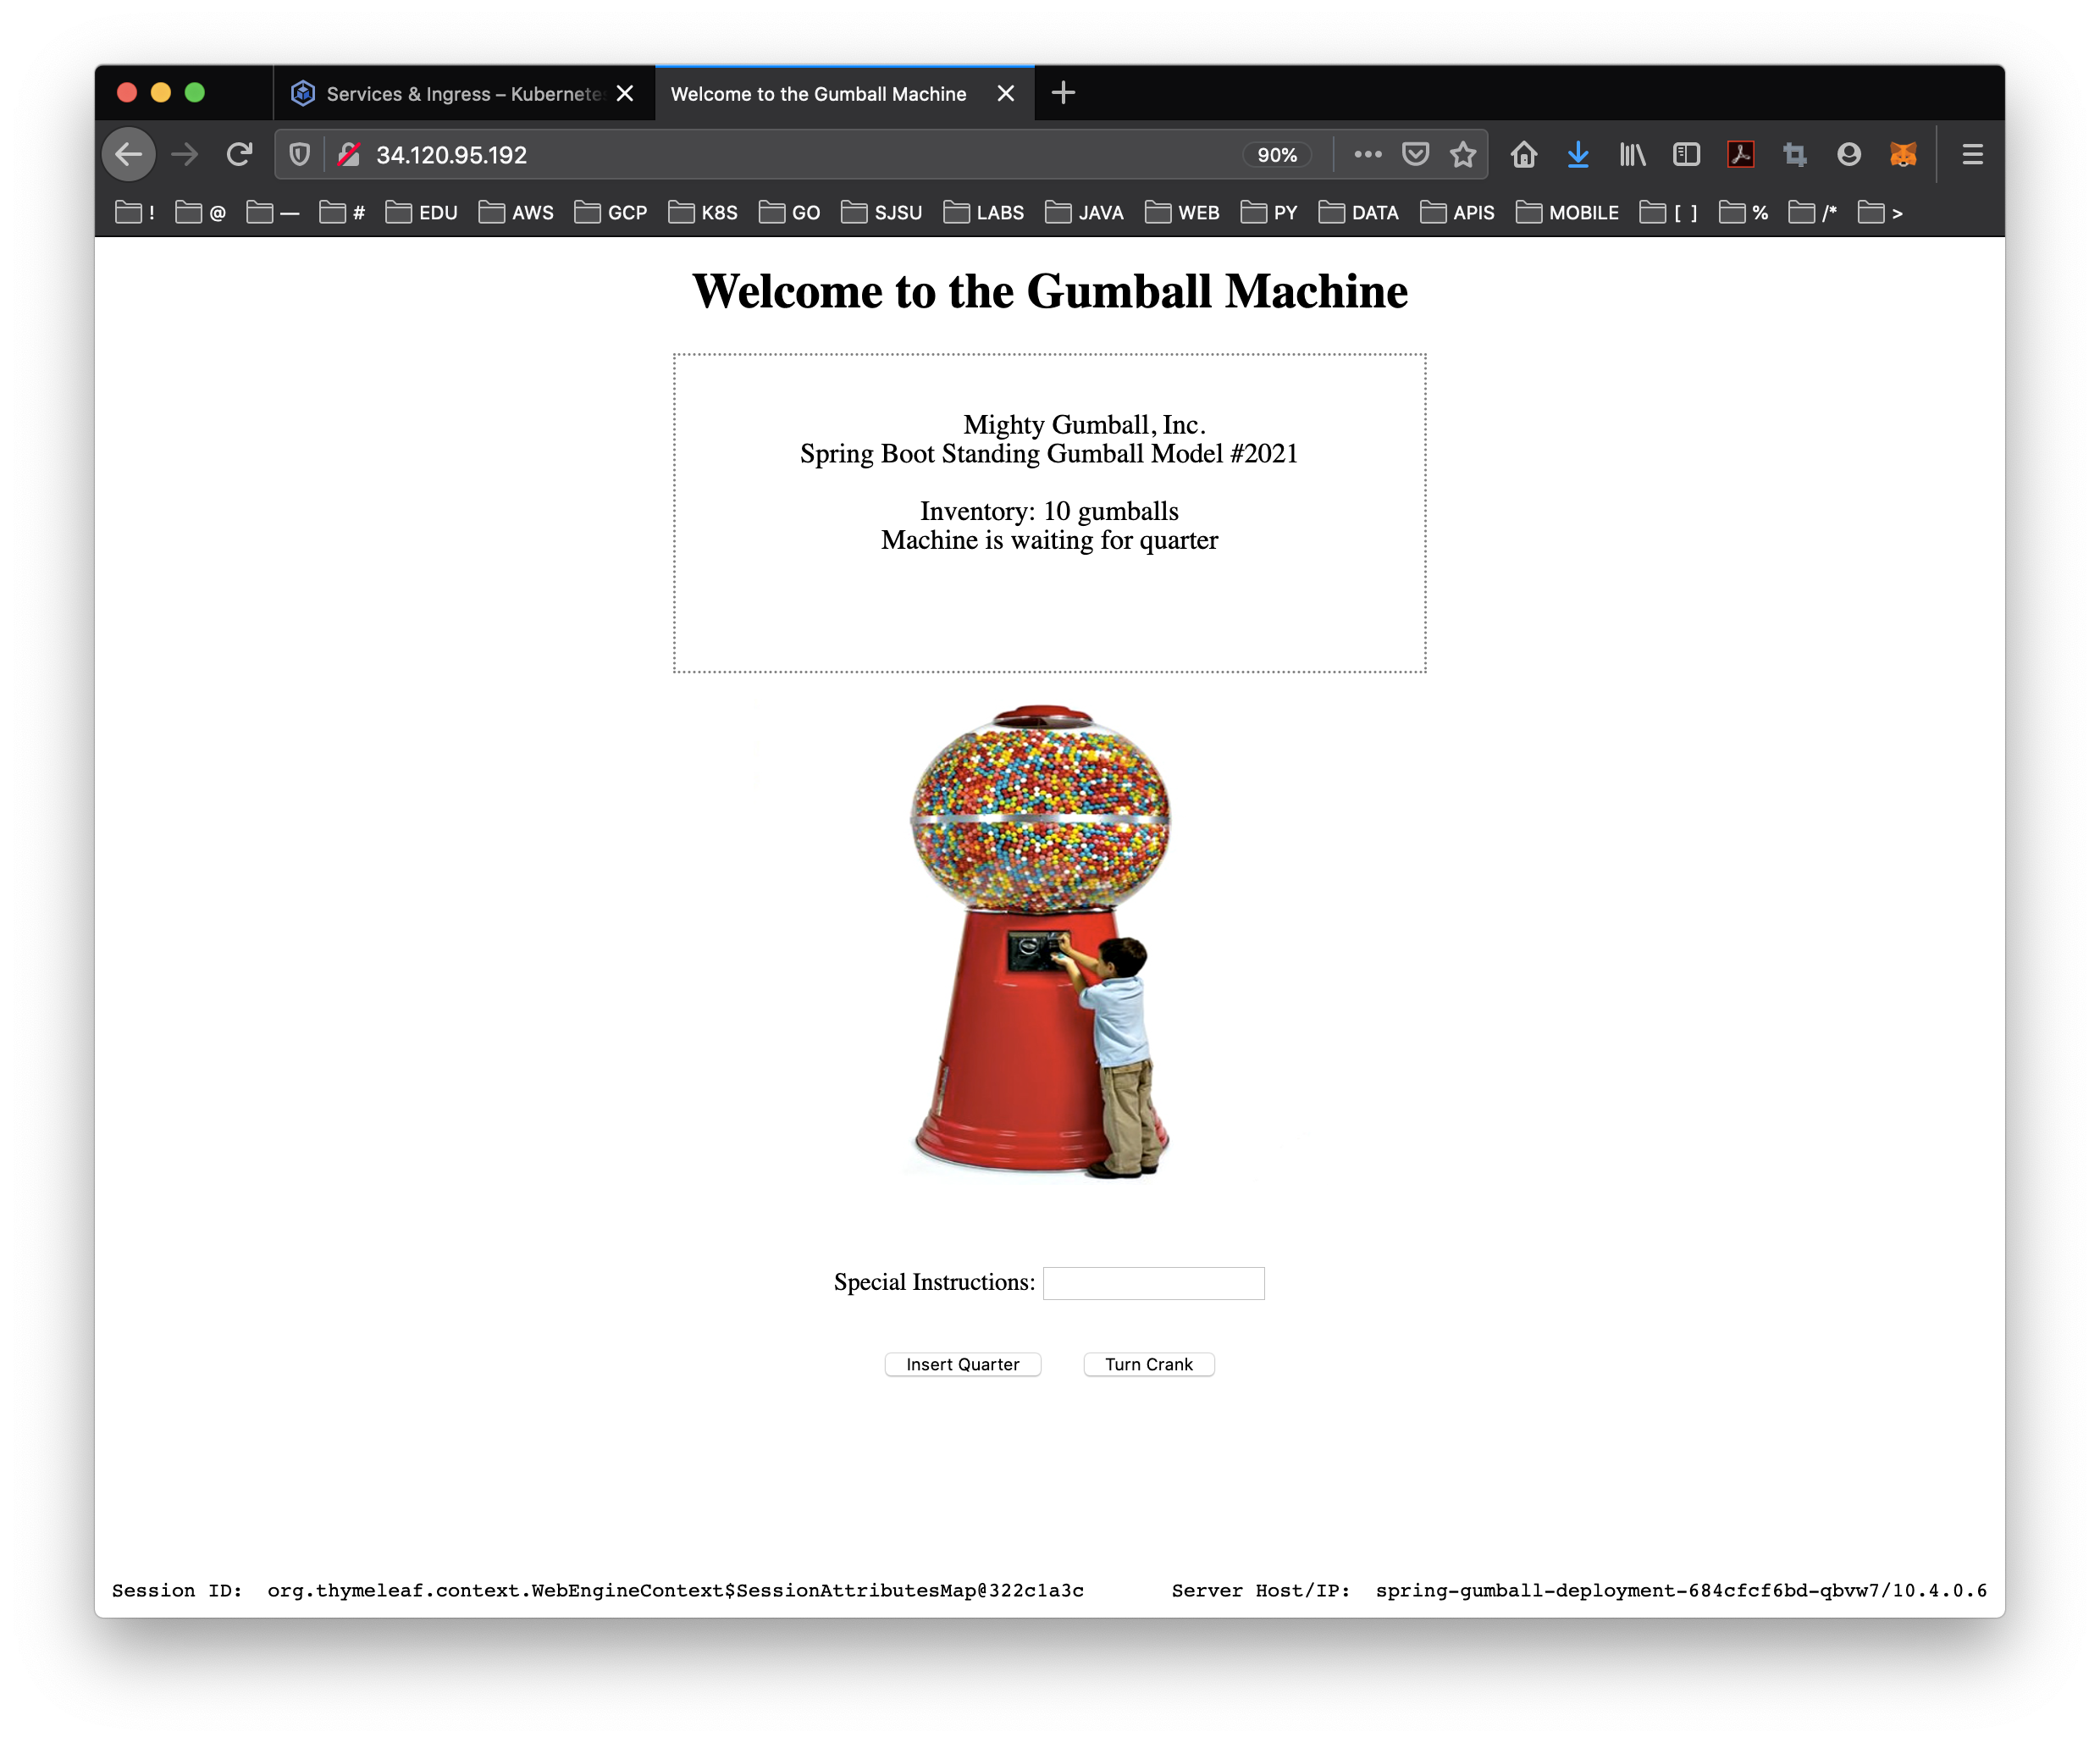 Services & Ingress – Kubernete
Welcome to the Gumball Machine
34.120.95.192
90%
! @ — # EDU AWS GCP K8S GO SJSU LABS JAVA WEB PY DATA APIS MOBILE [ ] % /* >
Welcome to the Gumball Machine
Mighty Gumball, Inc.
Spring Boot Standing Gumball Model #2021
Inventory: 10 gumballs
Machine is waiting for quarter
Special Instructions:
Insert Quarter Turn Crank
Session ID: org.thymeleaf.context.WebEngineContext$SessionAttributesMap@322c1a3c Server Host/IP: spring-gumball-deployment-684cfcf6bd-qbvw7/10.4.0.6